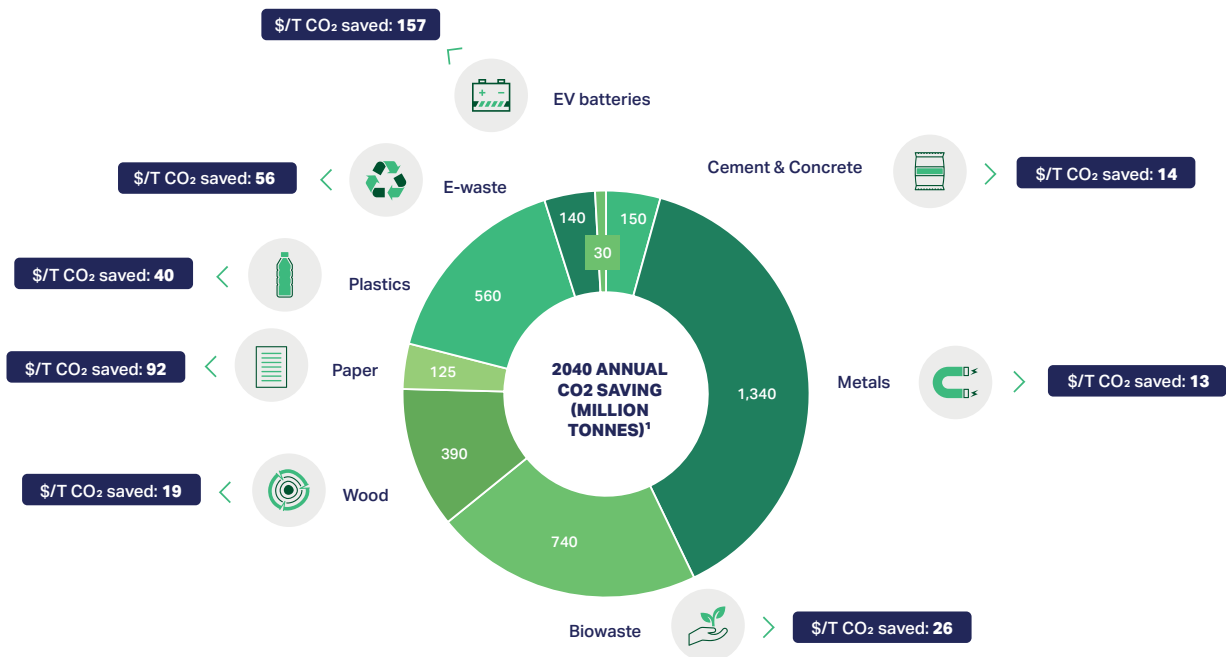 $/T CO₂ saved: 157
EV batteries
Cement & Concrete
$/T CO₂ saved: 14
$/T CO₂ saved: 56
E-waste
140
150
30
$/T CO₂ saved: 40
Plastics
560
$/T CO₂ saved: 92
Paper
125
2040 ANNUAL
CO2 SAVING
(MILLION
TONNES)¹
1,340
Metals
$/T CO₂ saved: 13
390
$/T CO₂ saved: 19
Wood
740
Biowaste
$/T CO₂ saved: 26